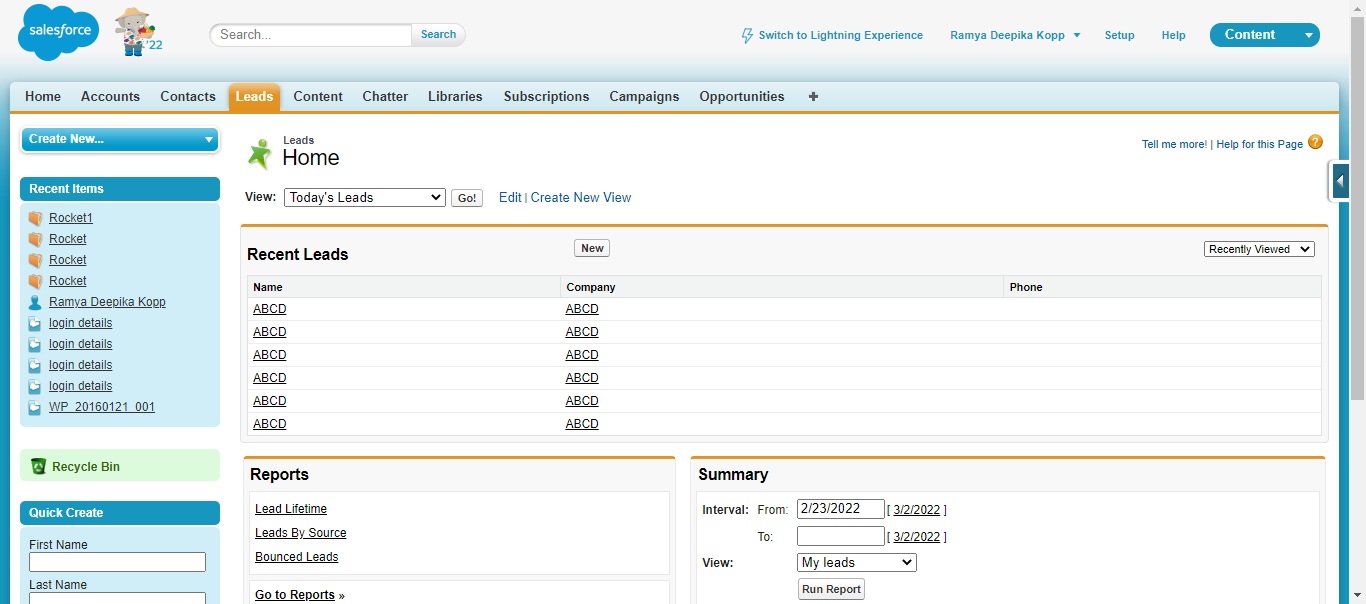 salesforce
'22
Search...
Search
Switch to Lightning Experience
Ramya Deepika Kopp
Setup
Help
Content
Home Accounts Contacts Leads Content Chatter Libraries Subscriptions Campaigns Opportunities +
Create New...
Recent Items
Rocket1
Rocket
Rocket
Rocket
Ramya Deepika Kopp
login details
login details
login details
login details
WP_20160121_001
Recycle Bin
Quick Create
First Name
Last Name
Leads
Home
Tell me more! | Help for this Page ?
View: Today's Leads Go! Edit | Create New View
Recent Leads New Recently Viewed
Name Company Phone
ABCD ABCD
ABCD ABCD
ABCD ABCD
ABCD ABCD
ABCD ABCD
ABCD ABCD
Reports
Lead Lifetime
Leads By Source
Bounced Leads
Go to Reports »
Summary
Interval: From: 2/23/2022 [ 3/2/2022 ]
To: [ 3/2/2022 ]
View: My leads
Run Report